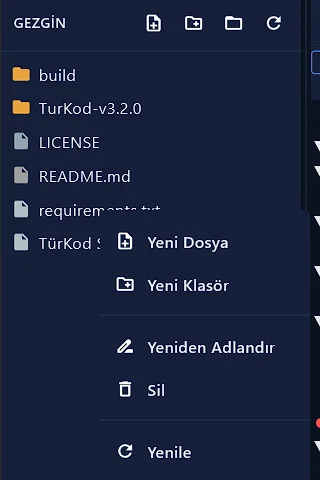 GEZGİN
build
TurKod-v3.2.0
LICENSE
README.md
requirements.txt
TürKod S
Yeni Dosya
Yeni Klasör
Yeniden Adlandır
Sil
Yenile